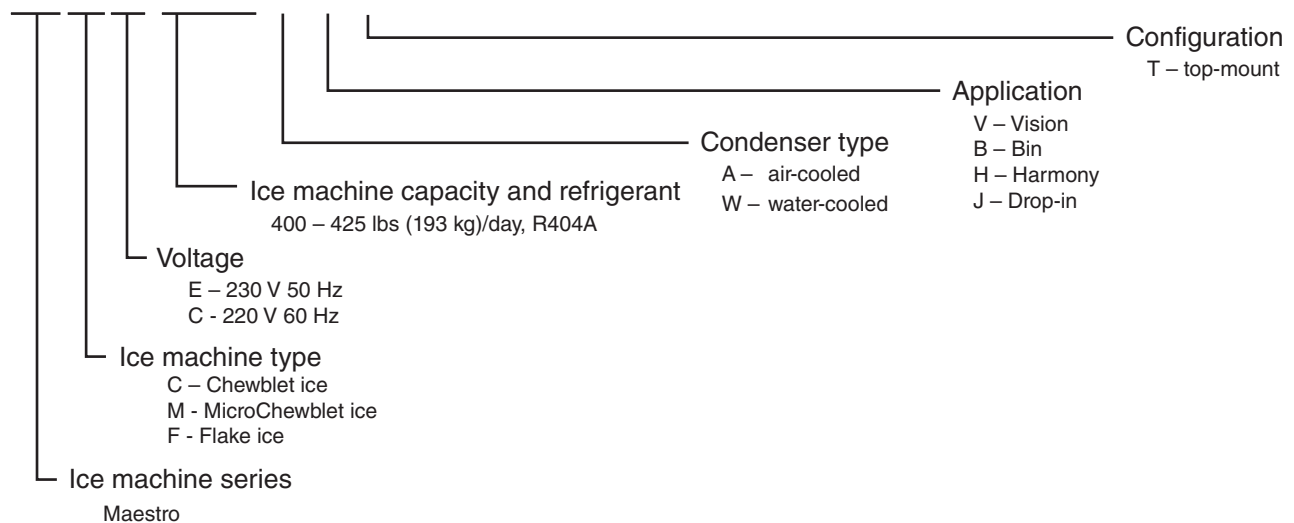 Configuration
T – top-mount
Application
V – Vision
B – Bin
H – Harmony
J – Drop-in
Condenser type
A – air-cooled
W – water-cooled
Ice machine capacity and refrigerant
400 – 425 lbs (193 kg)/day, R404A
Voltage
E – 230 V 50 Hz
C - 220 V 60 Hz
Ice machine type
C – Chewblet ice
M - MicroChewblet ice
F - Flake ice
Ice machine series
Maestro